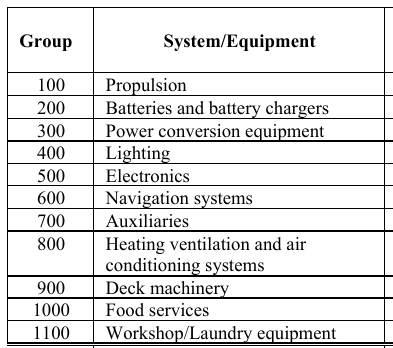 Group System/Equipment
100 Propulsion
200 Batteries and battery chargers
300 Power conversion equipment
400 Lighting
500 Electronics
600 Navigation systems
700 Auxiliaries
800 Heating ventilation and air
conditioning systems
900 Deck machinery
1000 Food services
1100 Workshop/Laundry equipment